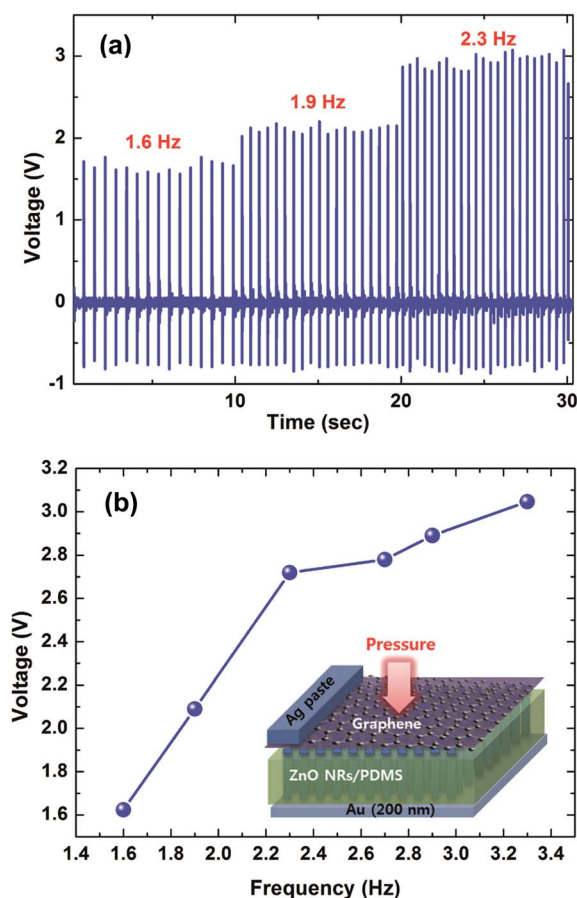 (a)
2.3 Hz
1.9 Hz
1.6 Hz
3
2
1
0
-1
Voltage (V)
10
20
30
Time (sec)
(b)
3.2
3.0
2.8
2.6
2.4
2.2
2.0
1.8
1.6
Voltage (V)
Pressure
Ag paste
Graphene
ZnO NRs/PDMS
Au (200 nm)
1.4 1.6 1.8 2.0 2.2 2.4 2.6 2.8 3.0 3.2 3.4
Frequency (Hz)